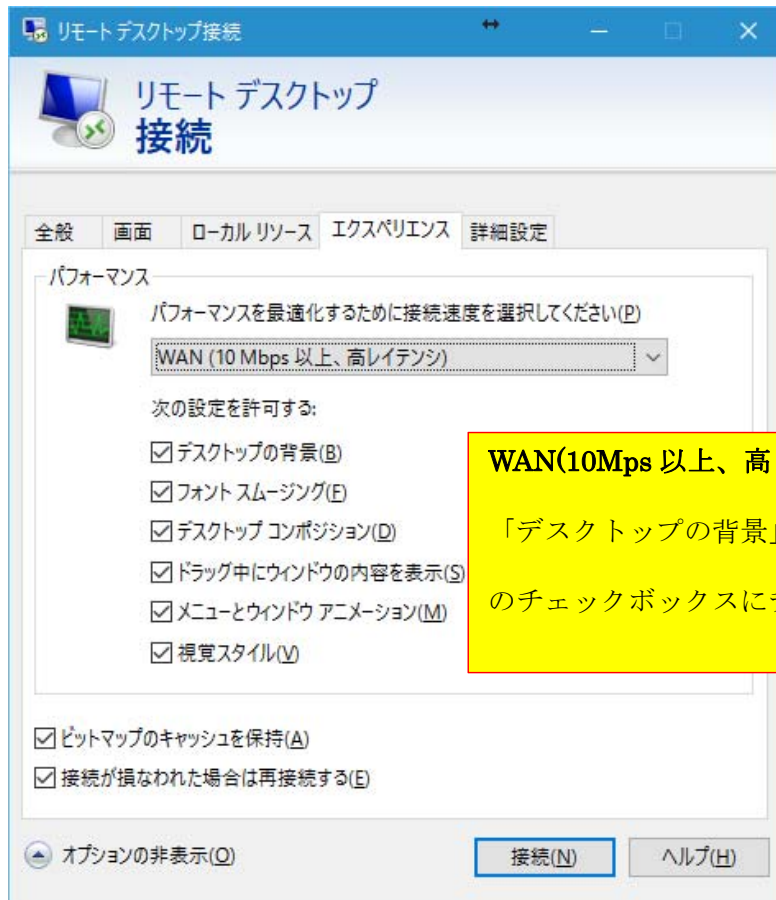 リモート デスクトップ接続
リモート デスクトップ
接続
全般 画面 ローカル リソース エクスペリエンス 詳細設定
パフォーマンス
パフォーマンスを最適化するために接続速度を選択してください(P)
WAN (10 Mbps 以上、高レイテンシ)
次の設定を許可する:
デスクトップの背景(B)
フォント スムージング(F)
デスクトップ コンポジション(D)
ドラッグ中にウィンドウの内容を表示(S)
メニューとウィンドウ アニメーション(M)
視覚スタイル(V)
WAN(10Mps 以上、高
「デスクトップの背景」
のチェックボックスに
ビットマップのキャッシュを保持(A)
接続が損なわれた場合は再接続する(E)
オプションの非表示(O) 接続(N) ヘルプ(H)